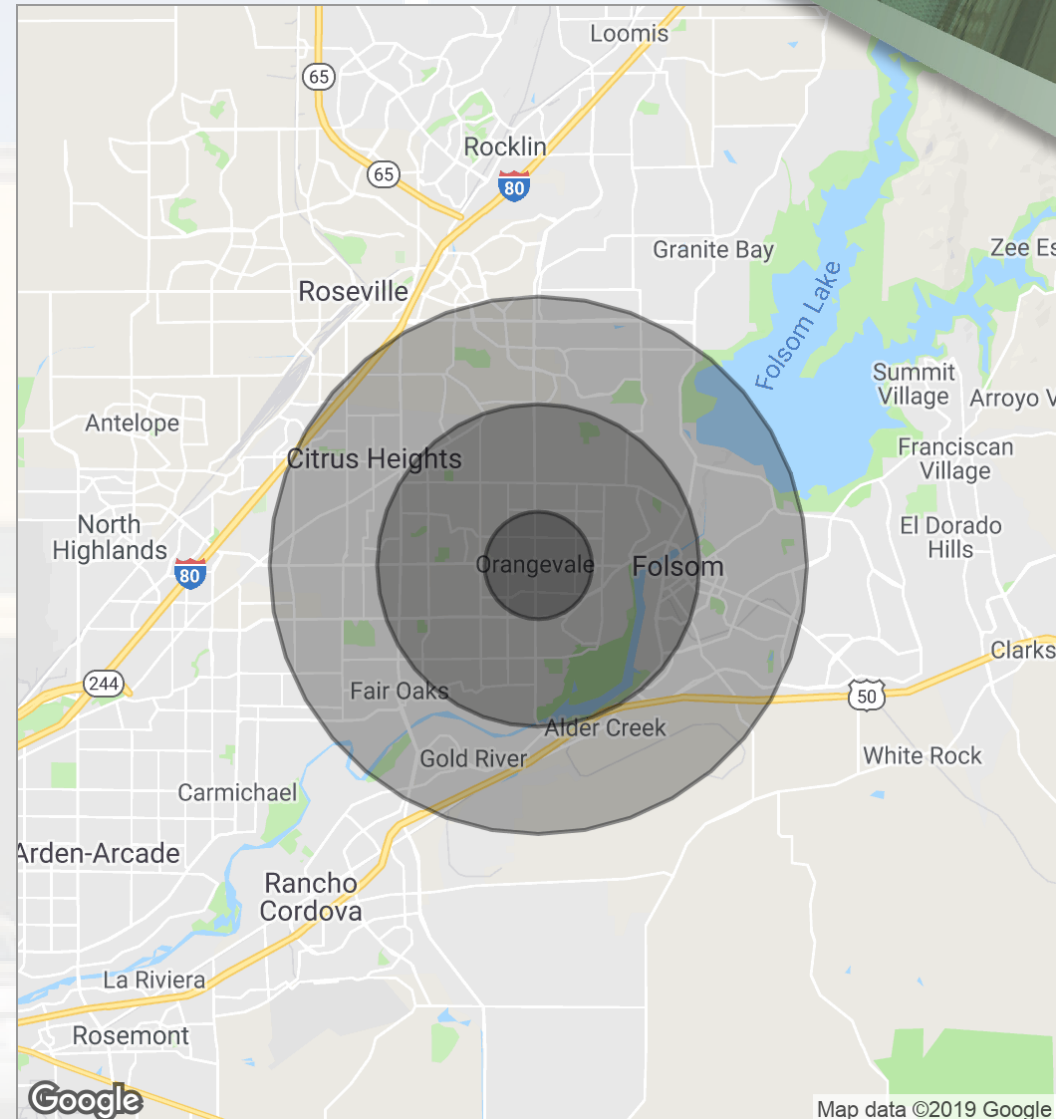 Loomis
65
Rocklin
65
80
Granite Bay
Zee Es
Roseville
Folsom Lake
Summit
Village
Arroyo V
Antelope
Citrus Heights
Franciscan
Village
North
Highlands
El Dorado
Hills
80
Orangevale
Folsom
Clarks
244
Fair Oaks
50
Alder Creek
Gold River
White Rock
Carmichael
Arden-Arcade
Rancho
Cordova
La Riviera
Rosemont
Google
Map data ©2019 Google